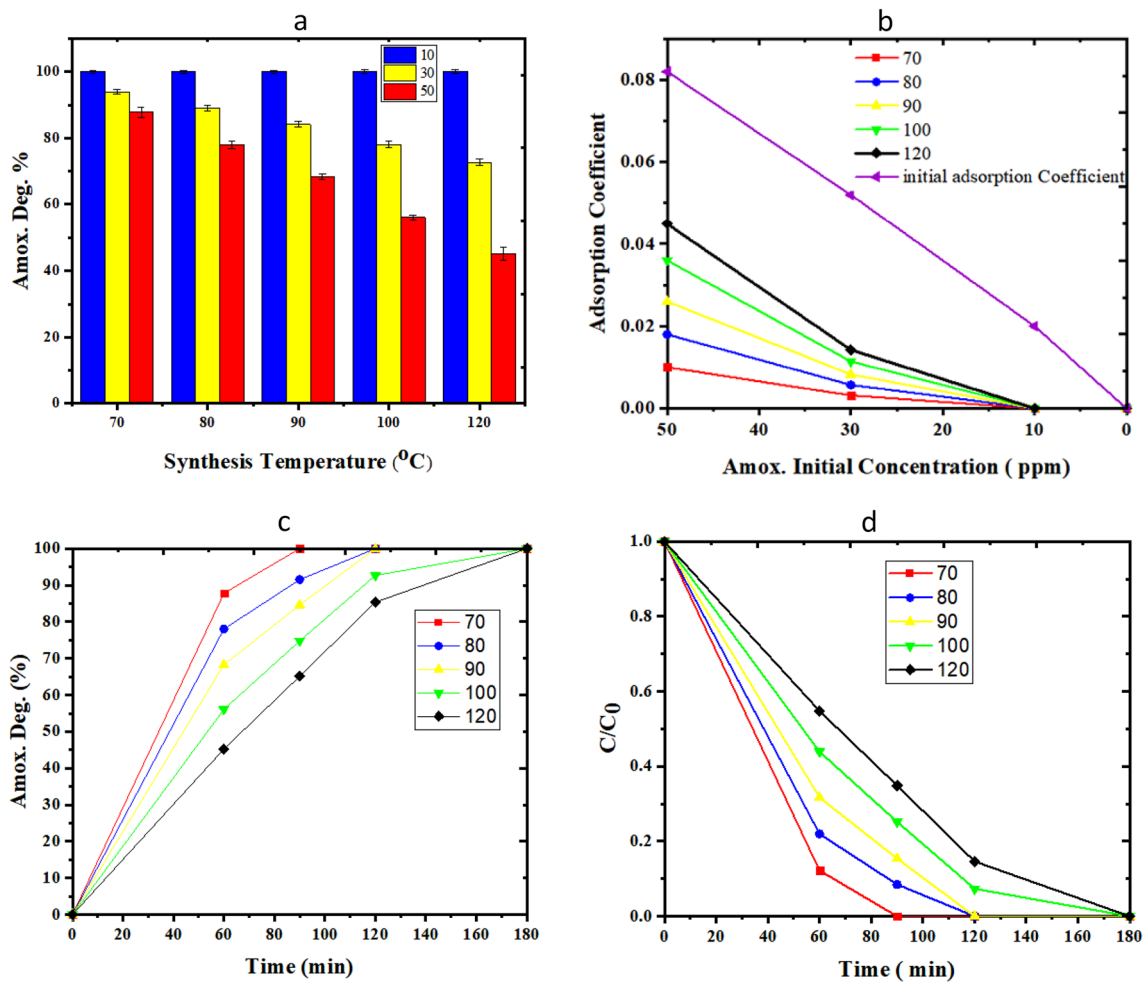 a
10
30
50
100
80
60
40
20
0
70 80 90 100 120
Amox. Deg. %
Synthesis Temperature (⁰C)
b
70
80
90
100
120
initial adsorption Coefficient
0.08
0.06
0.04
0.02
0.00
50 40 30 20 10 0
Adsorption Coefficient
Amox. Initial Concentration ( ppm)
c
70
80
90
100
120
100
90
80
70
60
50
40
30
20
10
0
0 20 40 60 80 100 120 140 160 180
Amox. Deg. (%)
Time (min)
d
70
80
90
100
120
1.0
0.8
0.6
0.4
0.2
0.0
0 20 40 60 80 100 120 140 160 180
C/C0
Time ( min)